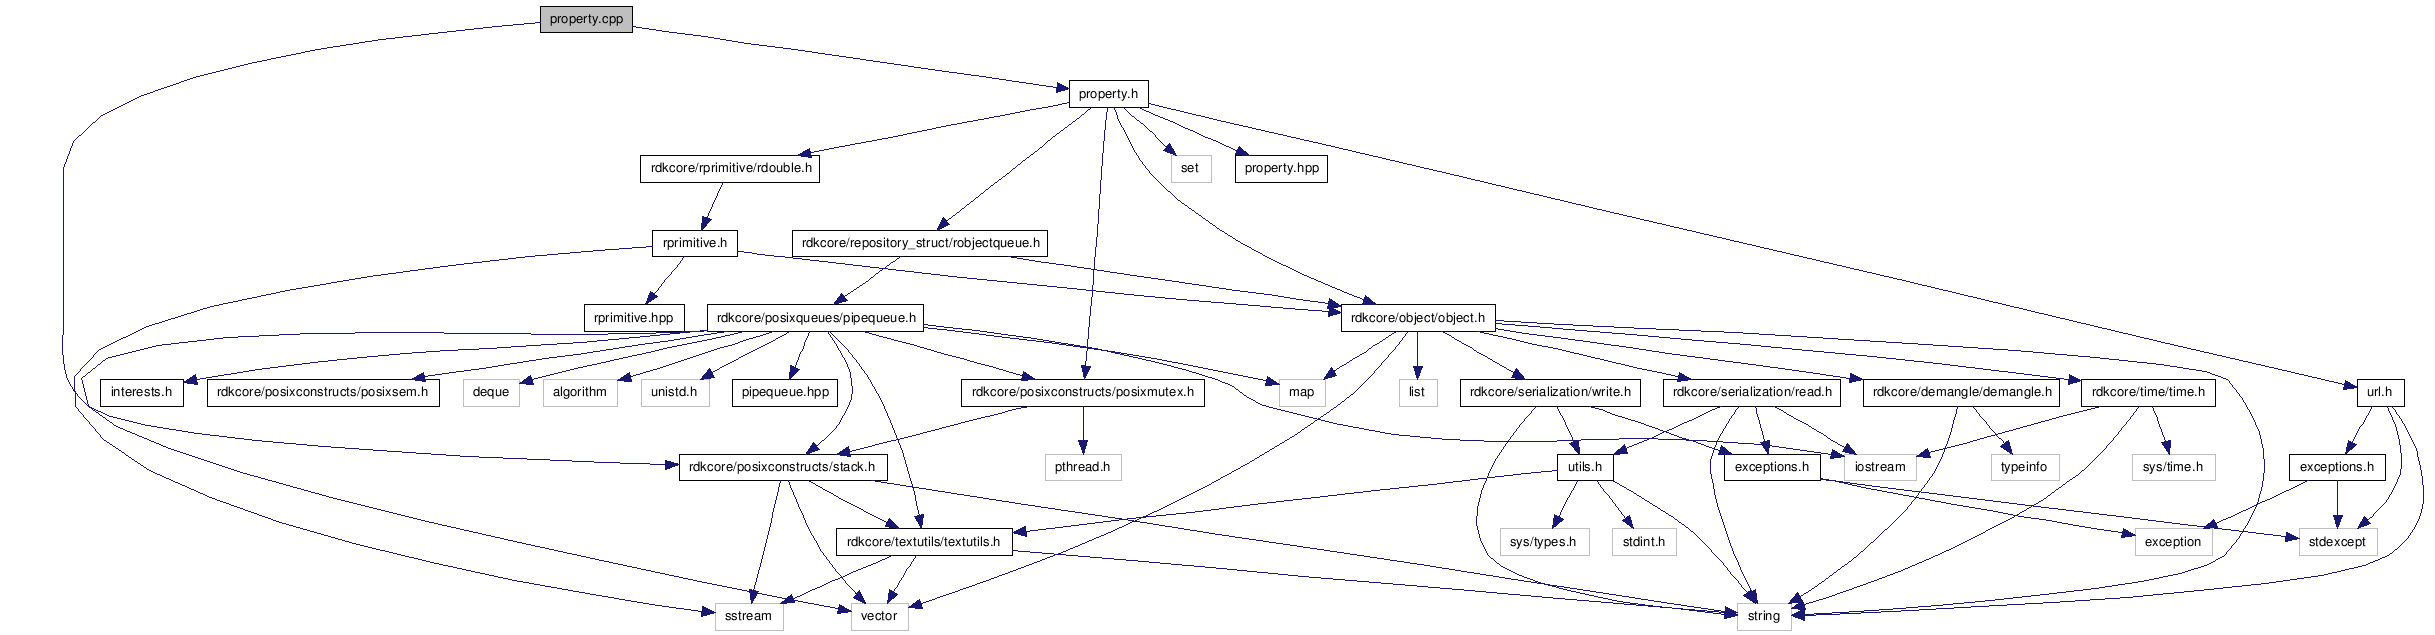 property.cpp
property.h
rdkcore/rprimitive/rdouble.h
set
property.hpp
rprimitive.h
rdkcore/repository_struct/robjectqueue.h
rprimitive.hpp
rdkcore/posixqueues/pipequeue.h
rdkcore/object/object.h
interests.h
rdkcore/posixconstructs/posixsem.h
deque
algorithm
unistd.h
pipequeue.hpp
rdkcore/posixconstructs/posixmutex.h
map
list
rdkcore/serialization/write.h
rdkcore/serialization/read.h
rdkcore/demangle/demangle.h
rdkcore/time/time.h
url.h
rdkcore/posixconstructs/stack.h
pthread.h
utils.h
exceptions.h
iostream
typeinfo
sys/time.h
exceptions.h
rdkcore/textutils/textutils.h
sys/types.h
stdint.h
exception
stdexcept
sstream
vector
string